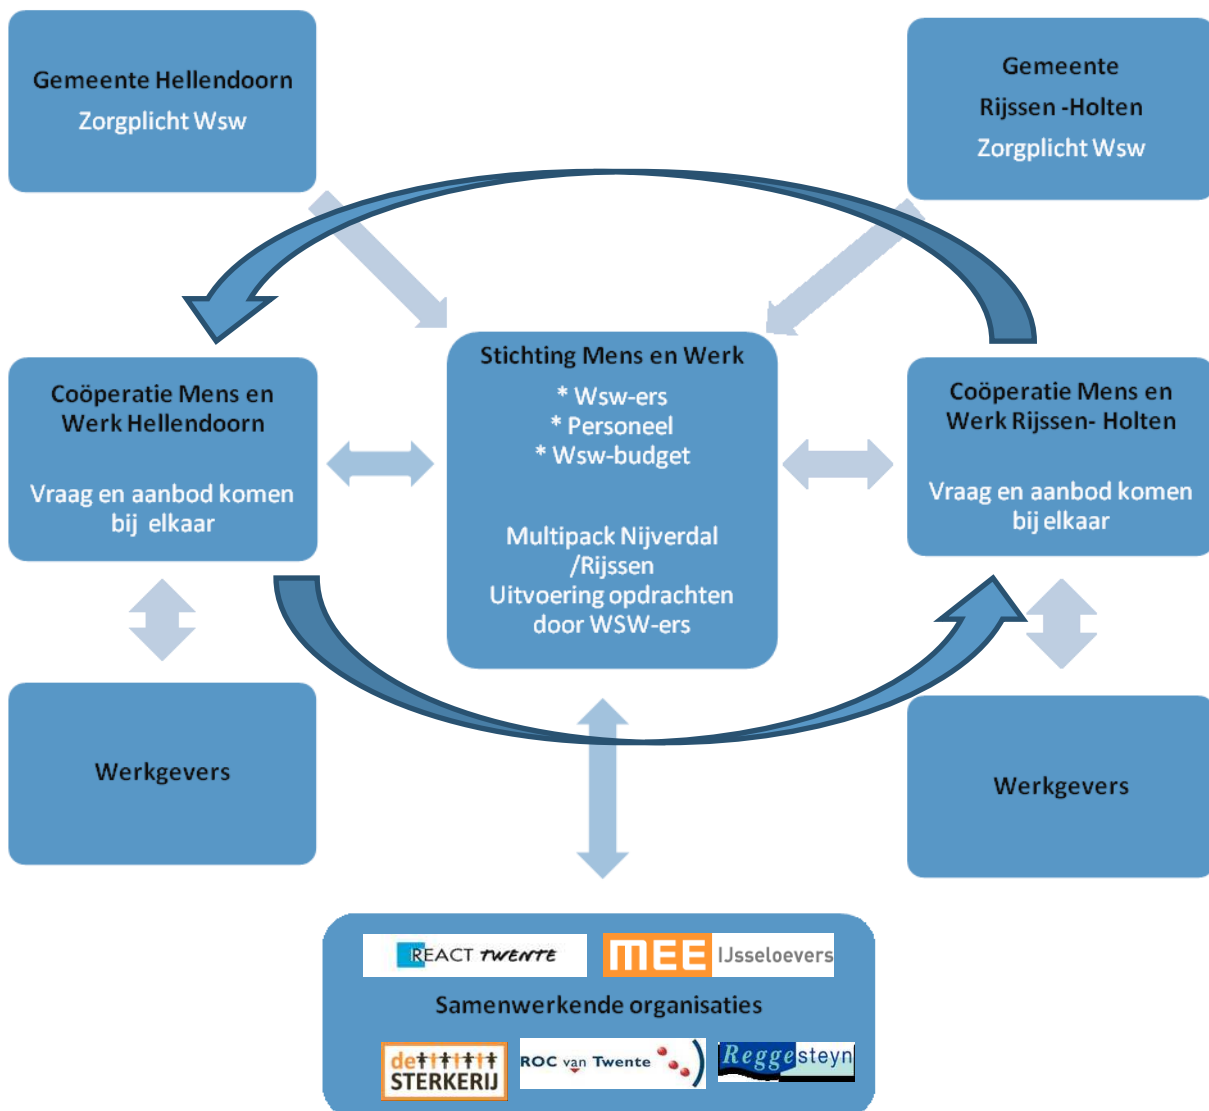 Gemeente Hellendoorn
Zorgplicht Wsw
Gemeente
Rijssen -Holten
Zorgplicht Wsw
Coöperatie Mens en
Werk Hellendoorn
Vraag en aanbod komen
bij elkaar
Stichting Mens en Werk
* Wsw-ers
* Personeel
* Wsw-budget
Multipack Nijverdal
/Rijssen
Uitvoering opdrachten
door WSW-ers
Coöperatie Mens en
Werk Rijssen- Holten
Vraag en aanbod komen
bij elkaar
Werkgevers
Werkgevers
REACT TWENTE
MEE IJsseloevers
Samenwerkende organisaties
de STERKERIJ
ROC van Twente
Reggesteyn